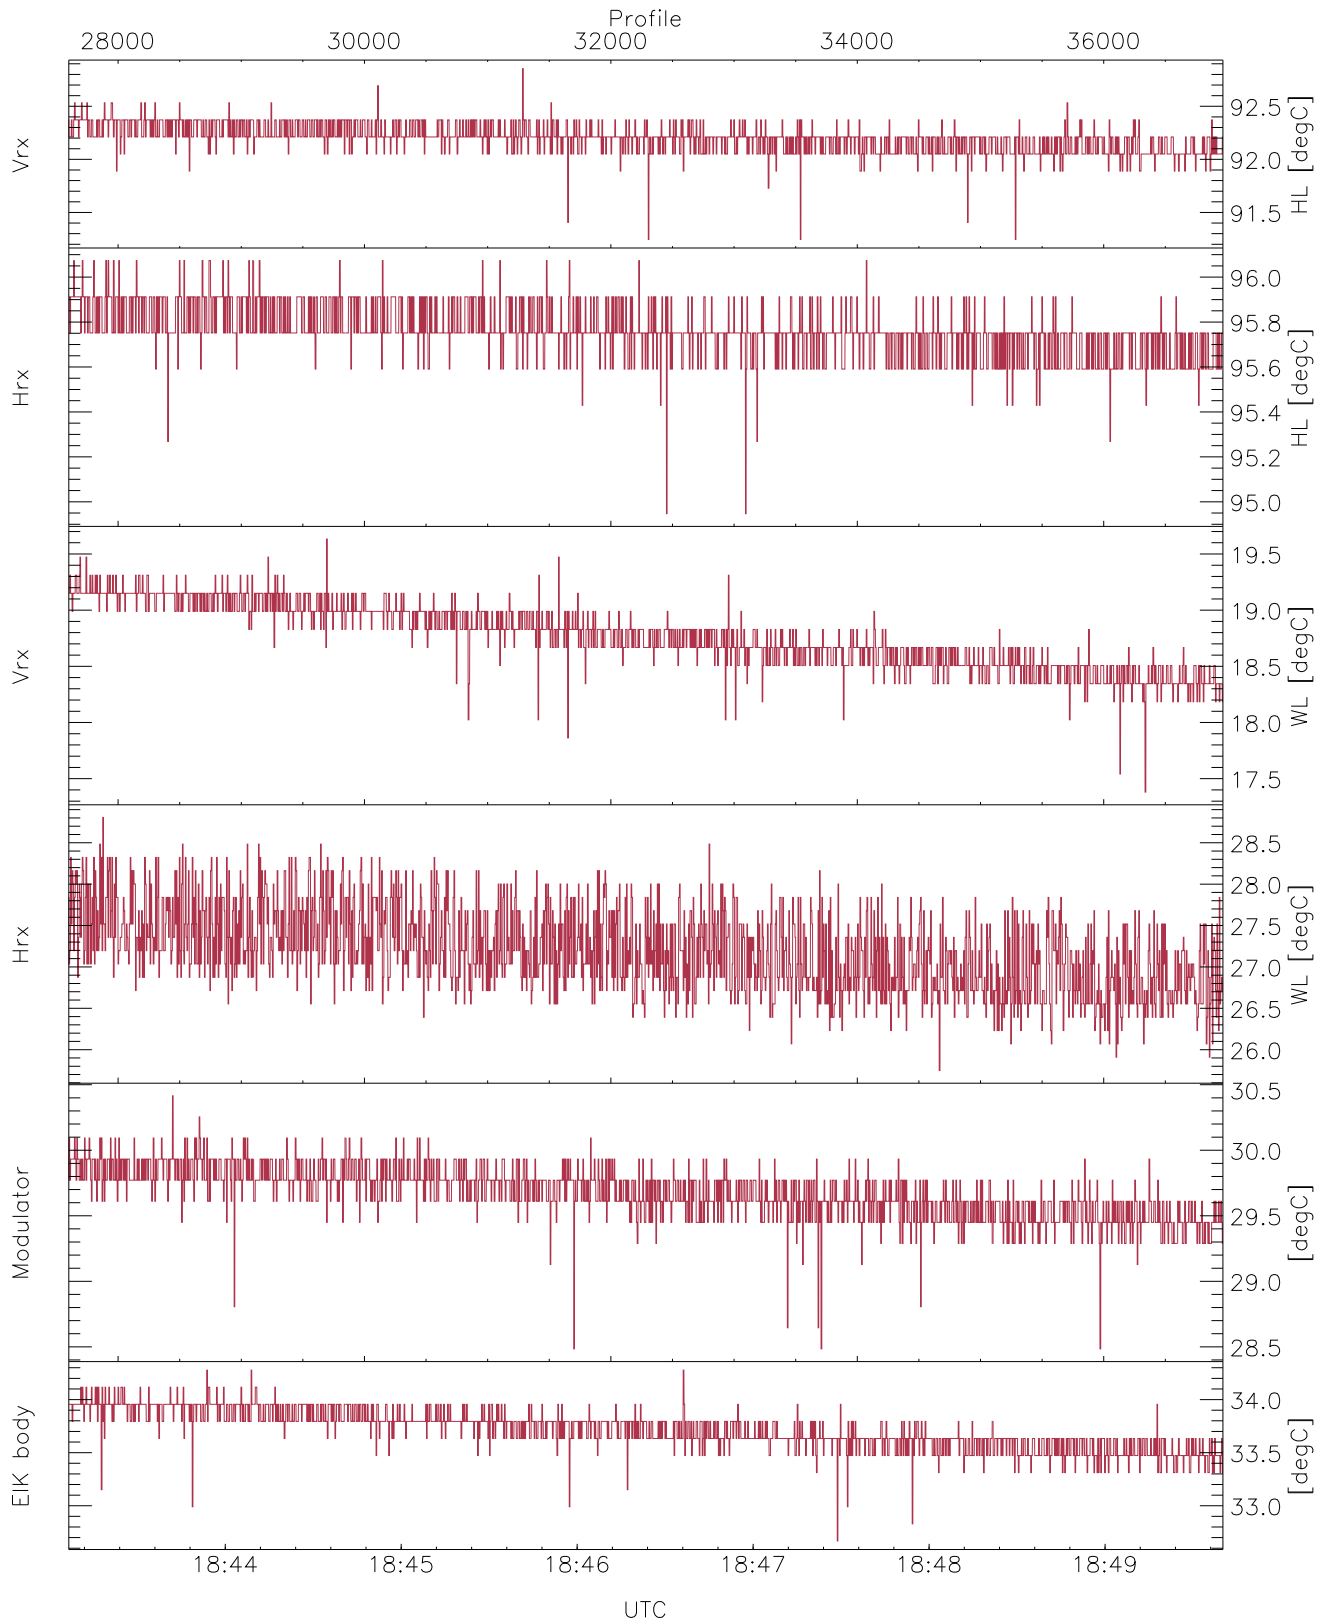 Profile
28000 30000 32000 34000 36000
Vrx
92.5
92.0
91.5
HL [degC]
Hrx
96.0
95.8
95.6
95.4
95.2
95.0
HL [degC]
Vrx
19.5
19.0
18.5
18.0
17.5
WL [degC]
Hrx
28.5
28.0
27.5
27.0
26.5
26.0
WL [degC]
Modulator
30.5
30.0
29.5
29.0
28.5
[degC]
EIK body
34.0
33.5
33.0
[degC]
18:44 18:45 18:46 18:47 18:48 18:49
UTC